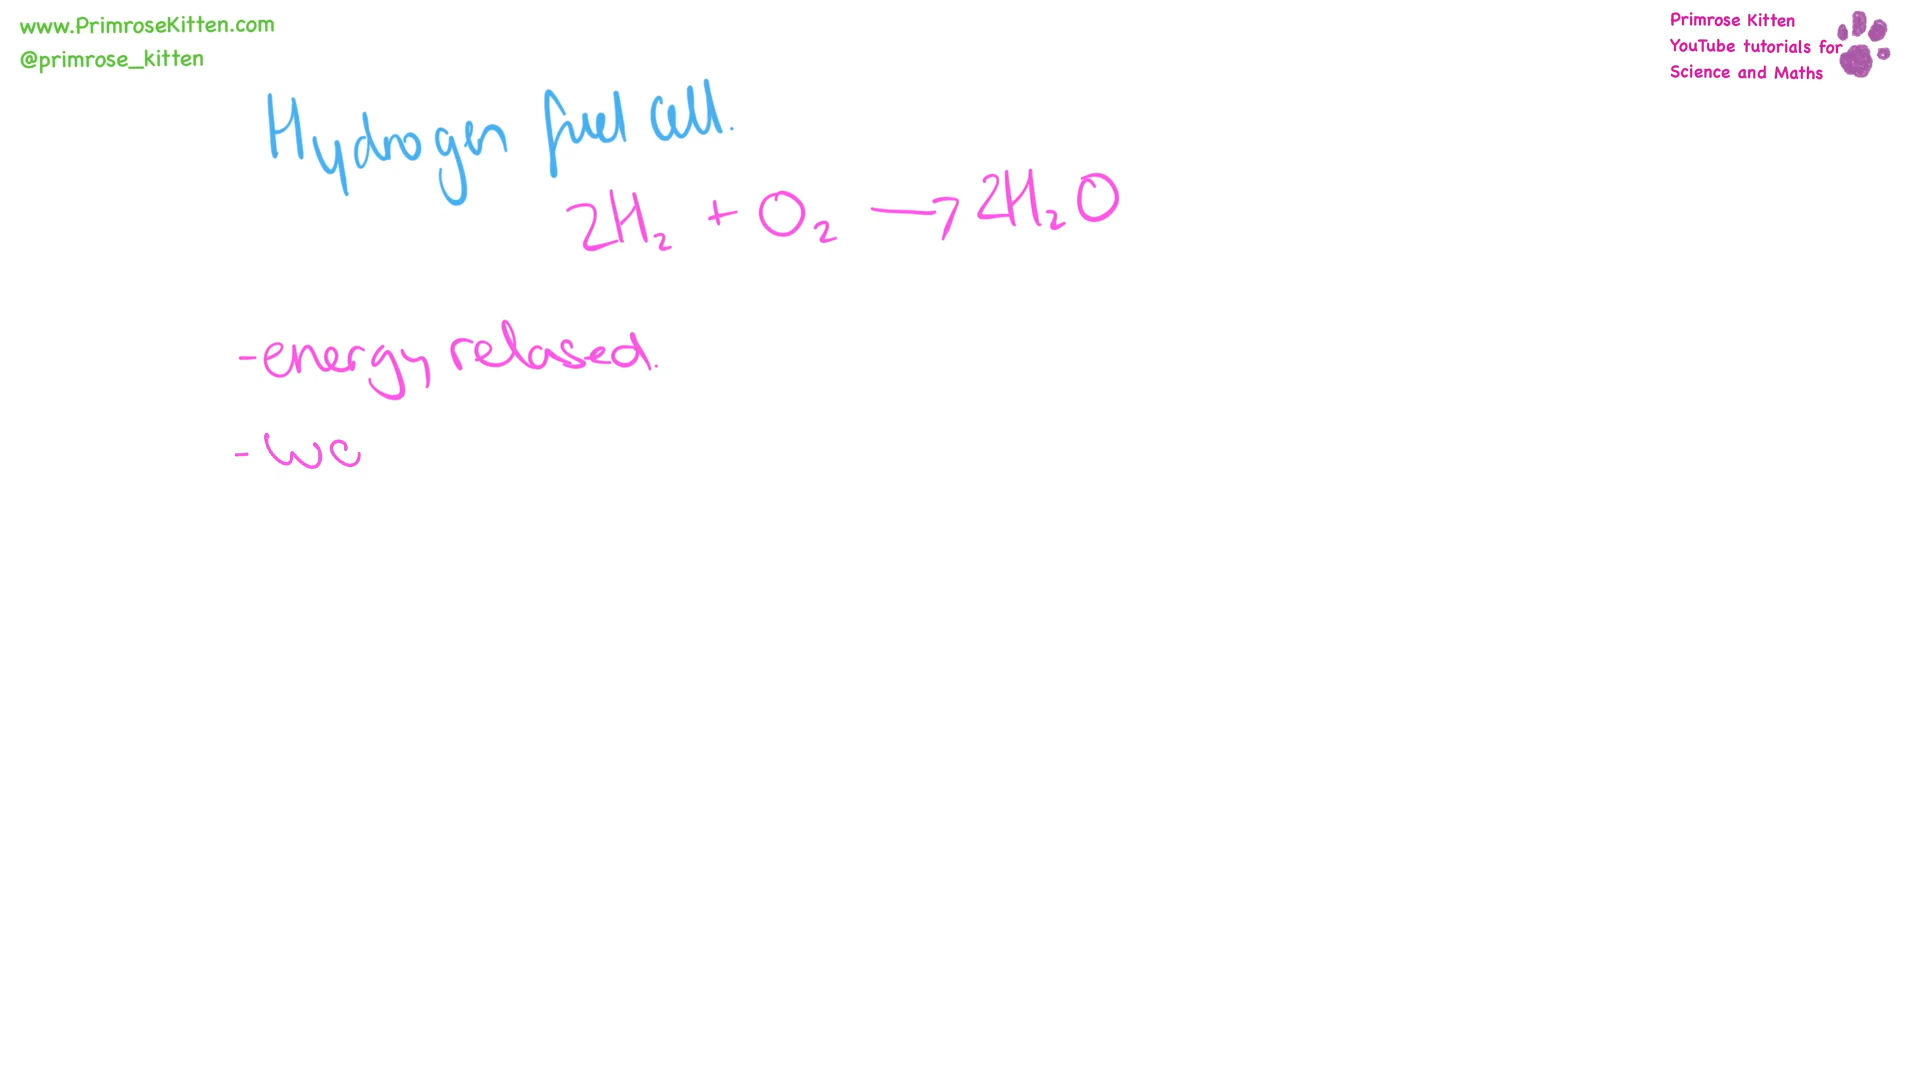 www.PrimroseKitten.com
@primrose_kitten
Primrose Kitten
YouTube tutorials for
Science and Maths
Hydrogen fuel cell.
2H₂ + O₂ → 2H₂O
- energy relased.
- wa